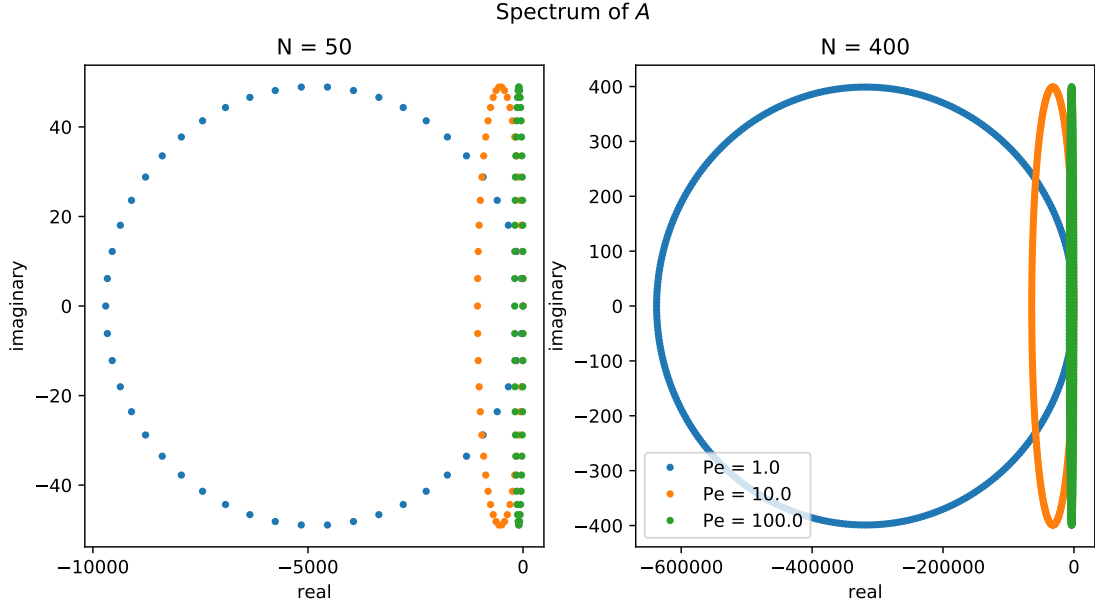 Spectrum of A
N = 50
40
20
0
−20
−40
imaginary
−10000
−5000
0
real
N = 400
400
300
200
100
0
−100
−200
−300
−400
imaginary
Pe = 1.0
Pe = 10.0
Pe = 100.0
−600000
−400000
−200000
0
real